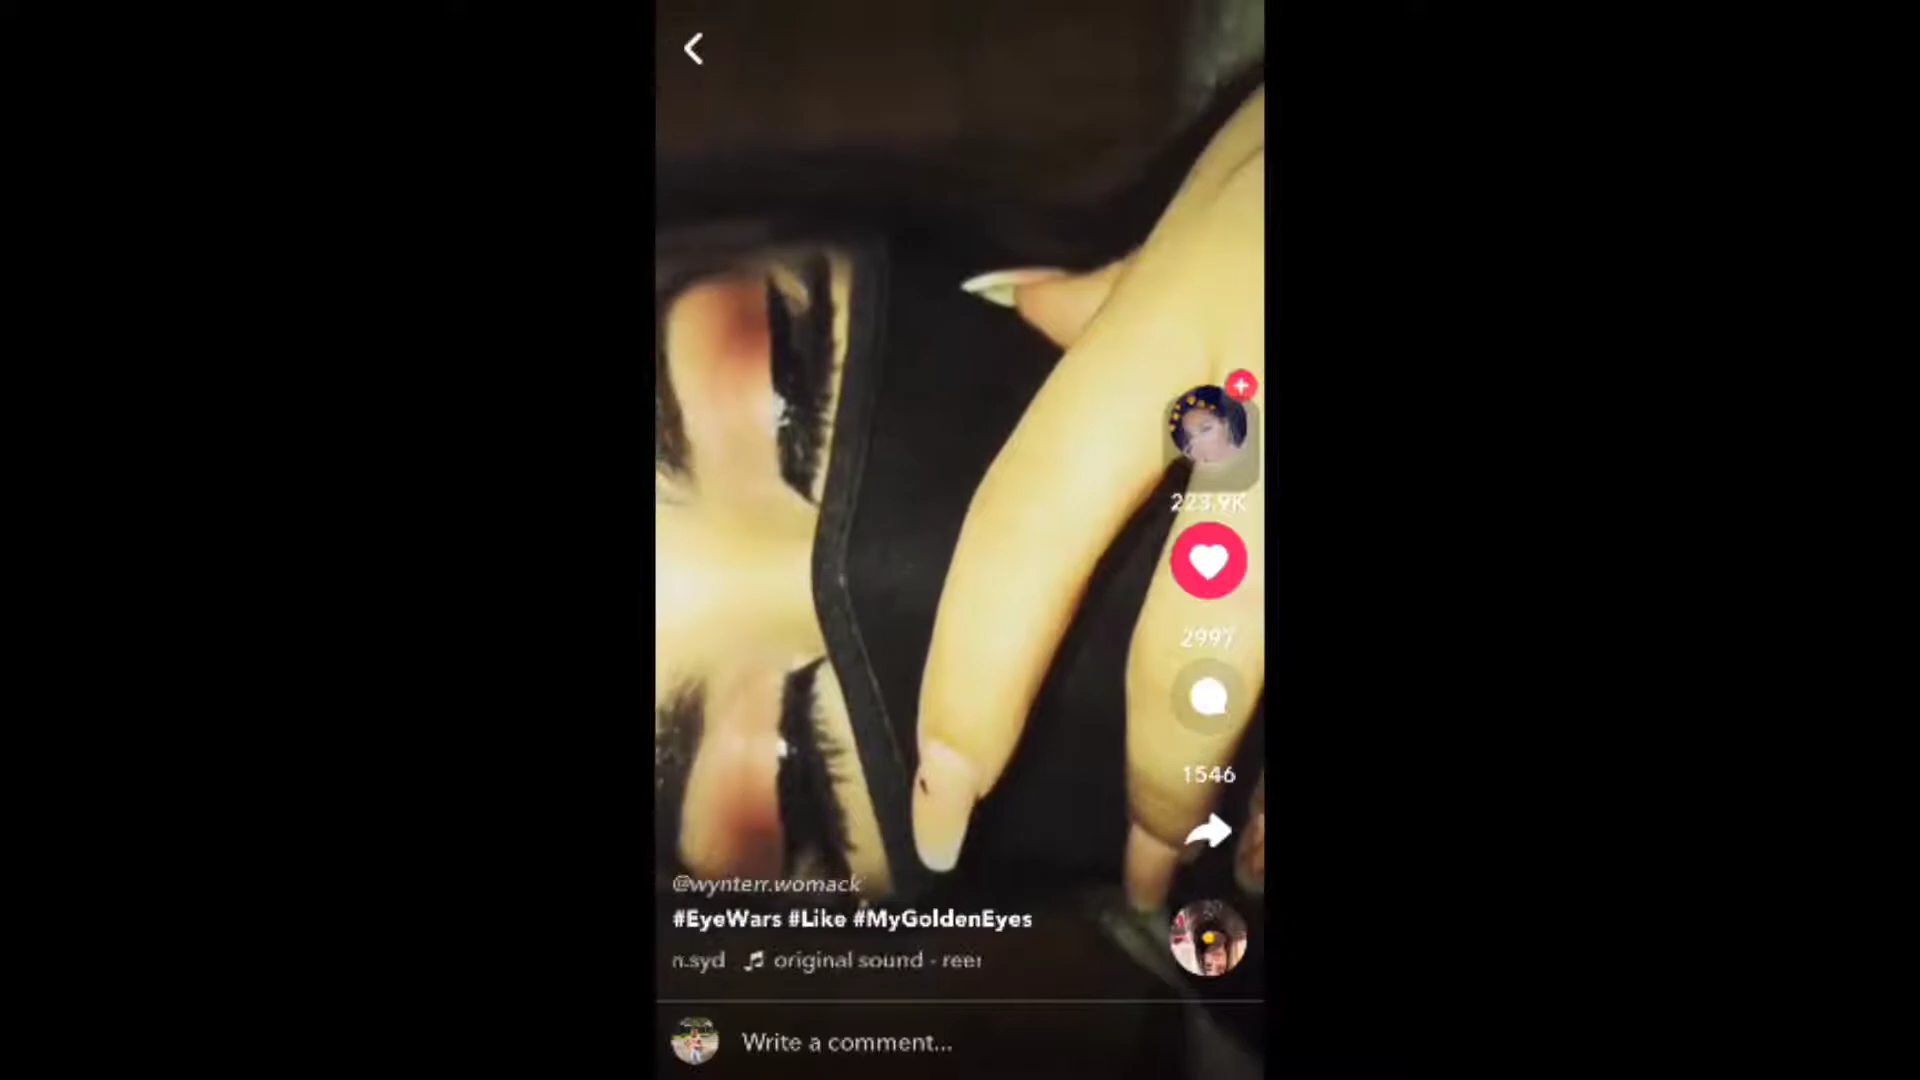 223.9K
2997
1546
@wynterr.womack
#EyeWars #Like #MyGoldenEyes
n.syd ♫ original sound - reer
Write a comment...